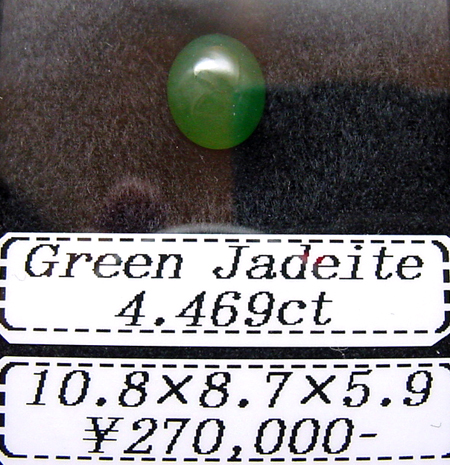 Green Jadeite
4.469ct
10.8×8.7×5.9
¥270,000-